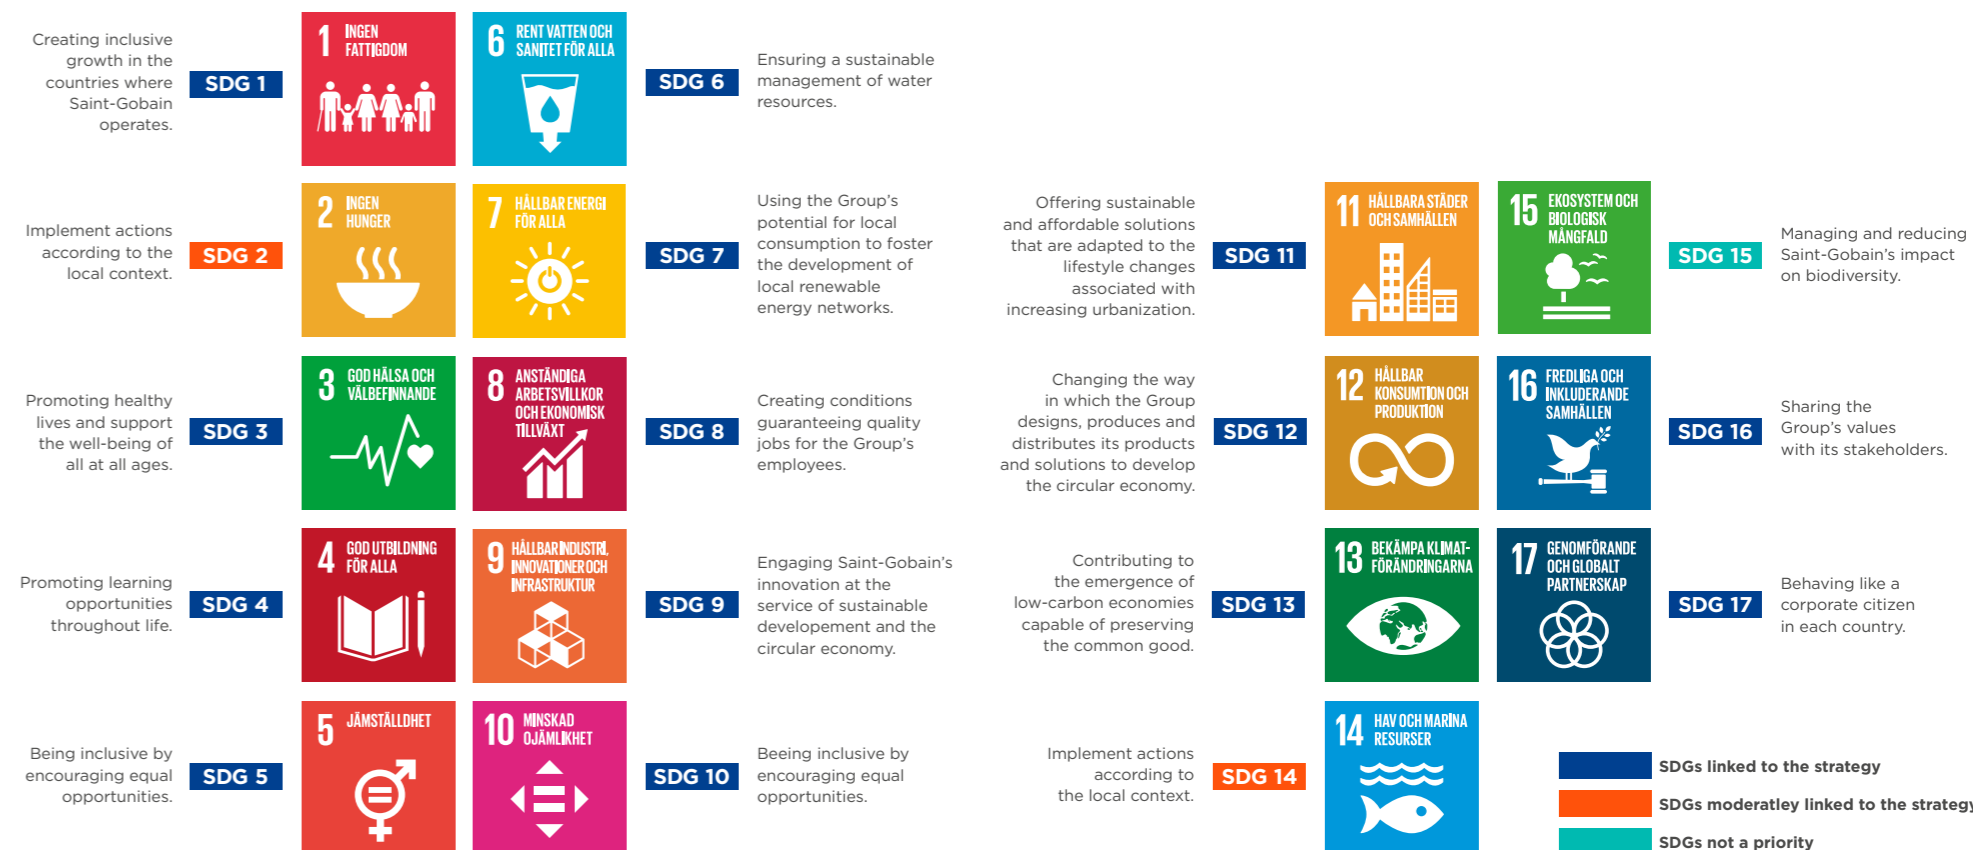 Creating inclusive
growth in the
countries where
Saint-Gobain
operates.
SDG 1
1 INGEN
FATTIGDOM
6 RENT VATTEN OCH
SANITET FÖR ALLA
SDG 6
Ensuring a sustainable
management of water
resources.
Implement actions
according to the
local context.
SDG 2
2 INGEN
HUNGER
7 HÅLLBAR ENERGI
FÖR ALLA
SDG 7
Using the Group's
potential for local
consumption to foster
the development of
local renewable
energy networks.
Promoting healthy
lives and support
the well-being of
all at all ages.
SDG 3
3 GOD HÄLSA OCH
VÄLBEFINNANDE
8 ANSTÄNDIGA
ARBETSVILLKOR
OCH EKONOMISK
TILLVÄXT
SDG 8
Creating conditions
guaranteeing quality
jobs for the Group's
employees.
Promoting learning
opportunities
throughout life.
SDG 4
4 GOD UTBILDNING
FÖR ALLA
9 HÅLLBAR INDUSTRI,
INNOVATIONER OCH
INFRASTRUKTUR
SDG 9
Engaging Saint-Gobain's
innovation at the
service of sustainable
developement and the
circular economy.
Being inclusive by
encouraging equal
opportunities.
SDG 5
5 JÄMSTÄLLDHET
10 MINSKAD
OJÄMLIKHET
SDG 10
Beeing inclusive by
encouraging equal
opportunities.
Offering sustainable
and affordable solutions
that are adapted to the
lifestyle changes
associated with
increasing urbanization.
SDG 11
11 HÅLLBARA STÄDER
OCH SAMHÄLLEN
15 EKOSYSTEM OCH
BIOLOGISK
MÅNGFALD
SDG 15
Managing and reducing
Saint-Gobain's impact
on biodiversity.
Changing the way
in which the Group
designs, produces and
distributes its products
and solutions to develop
the circular economy.
SDG 12
12 HÅLLBAR
KONSUMTION OCH
PRODUKTION
16 FREDLIGA OCH
INKLUDERANDE
SAMHÄLLEN
SDG 16
Sharing the
Group's values
with its stakeholders.
Contributing to
the emergence of
low-carbon economies
capable of preserving
the common good.
SDG 13
13 BEKÄMPA KLIMAT-
FÖRÄNDRINGARNA
17 GENOMFÖRANDE
OCH GLOBALT
PARTNERSKAP
SDG 17
Behaving like a
corporate citizen
in each country.
Implement actions
according to
the local context.
SDG 14
14 HAV OCH MARINA
RESURSER
SDGs linked to the strategy
SDGs moderatley linked to the strategy
SDGs not a priority